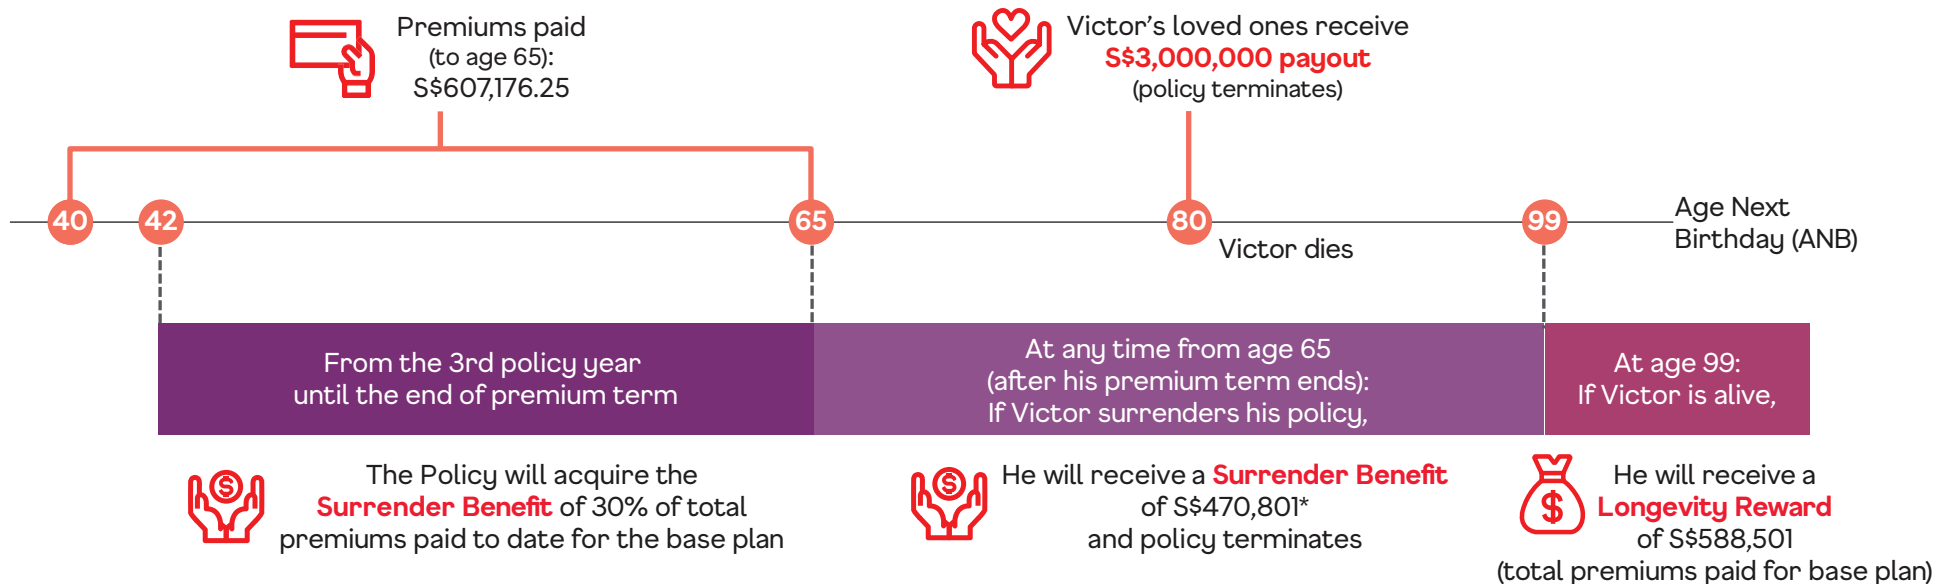 Premiums paid
(to age 65):
S$607,176.25
Victor’s loved ones receive
S$3,000,000 payout
(policy terminates)
40
42
65
80
99
Age Next
Birthday (ANB)
Victor dies
From the 3rd policy year
until the end of premium term
At any time from age 65
(after his premium term ends):
If Victor surrenders his policy,
At age 99:
If Victor is alive,
$
The Policy will acquire the
Surrender Benefit of 30% of total
premiums paid to date for the base plan
$
He will receive a Surrender Benefit
of S$470,801*
and policy terminates
$
He will receive a
Longevity Reward
of S$588,501
(total premiums paid for base plan)